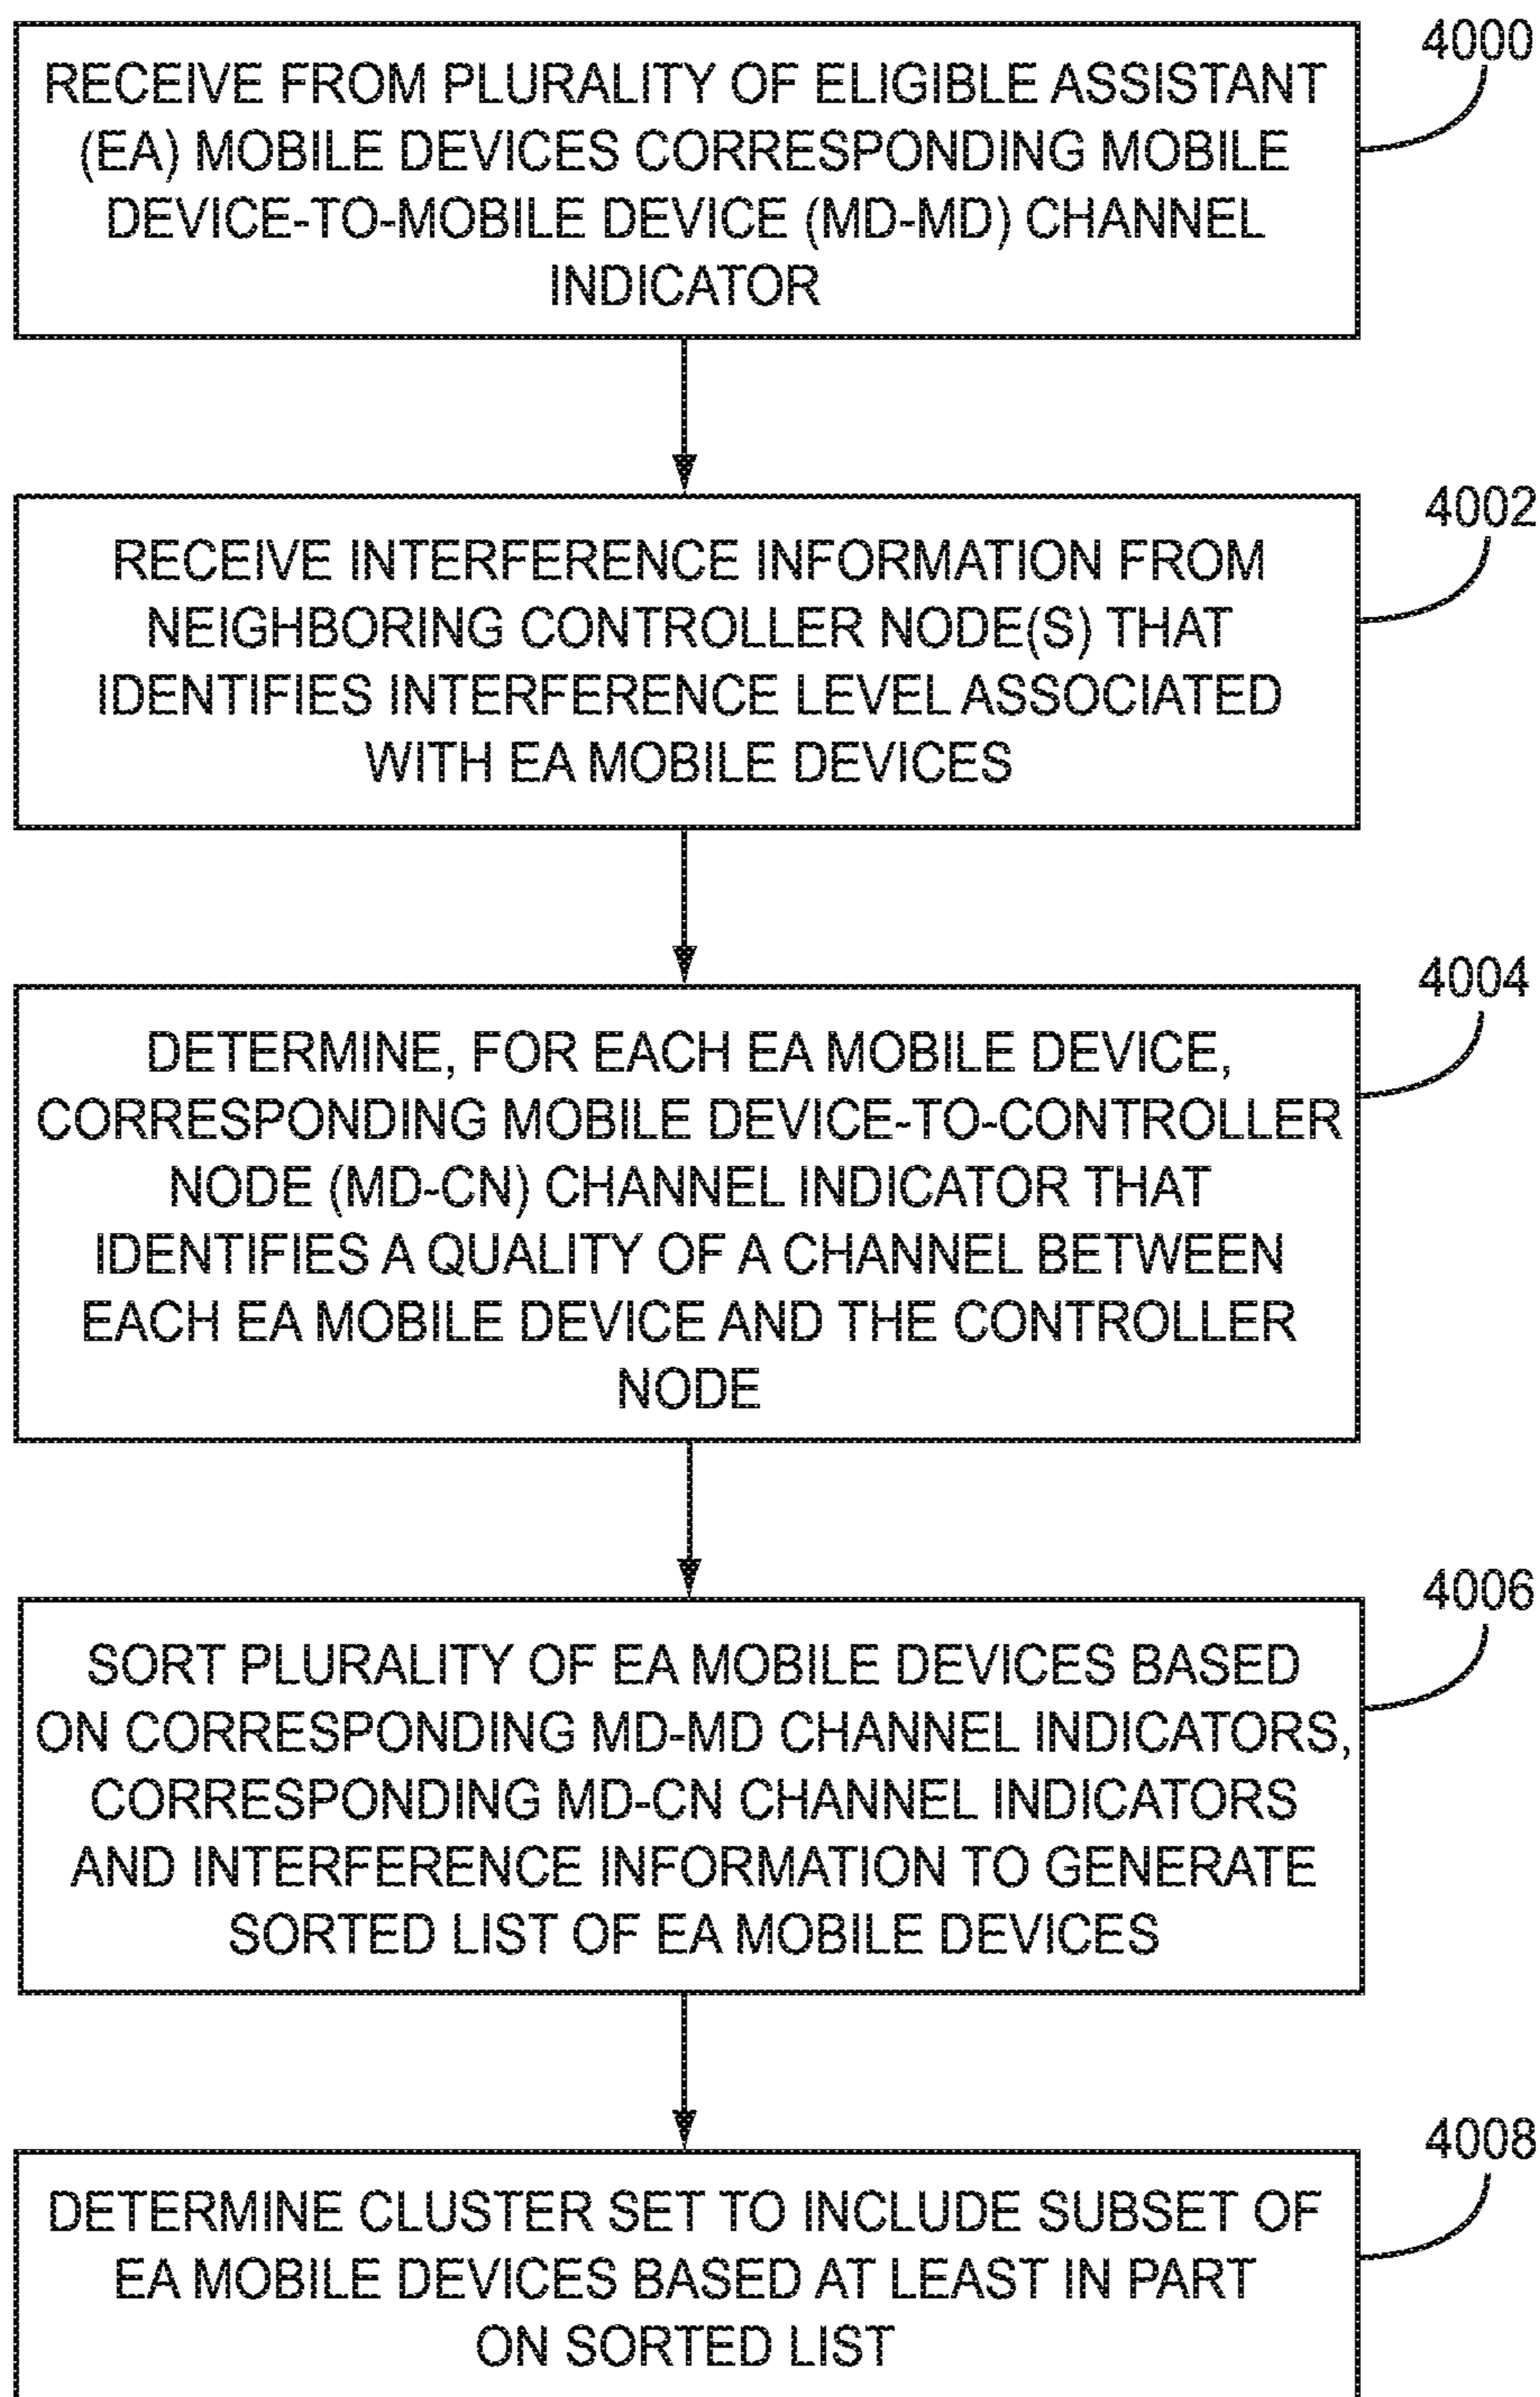 4000
RECEIVE FROM PLURALITY OF ELIGIBLE ASSISTANT
(EA) MOBILE DEVICES CORRESPONDING MOBILE
DEVICE-TO-MOBILE DEVICE (MD-MD) CHANNEL
INDICATOR
4002
RECEIVE INTERFERENCE INFORMATION FROM
NEIGHBORING CONTROLLER NODE(S) THAT
IDENTIFIES INTERFERENCE LEVEL ASSOCIATED
WITH EA MOBILE DEVICES
4004
DETERMINE, FOR EACH EA MOBILE DEVICE,
CORRESPONDING MOBILE DEVICE-TO-CONTROLLER
NODE (MD-CN) CHANNEL INDICATOR THAT
IDENTIFIES A QUALITY OF A CHANNEL BETWEEN
EACH EA MOBILE DEVICE AND THE CONTROLLER
NODE
4006
SORT PLURALITY OF EA MOBILE DEVICES BASED
ON CORRESPONDING MD-MD CHANNEL INDICATORS,
CORRESPONDING MD-CN CHANNEL INDICATORS
AND INTERFERENCE INFORMATION TO GENERATE
SORTED LIST OF EA MOBILE DEVICES
4008
DETERMINE CLUSTER SET TO INCLUDE SUBSET OF
EA MOBILE DEVICES BASED AT LEAST IN PART
ON SORTED LIST